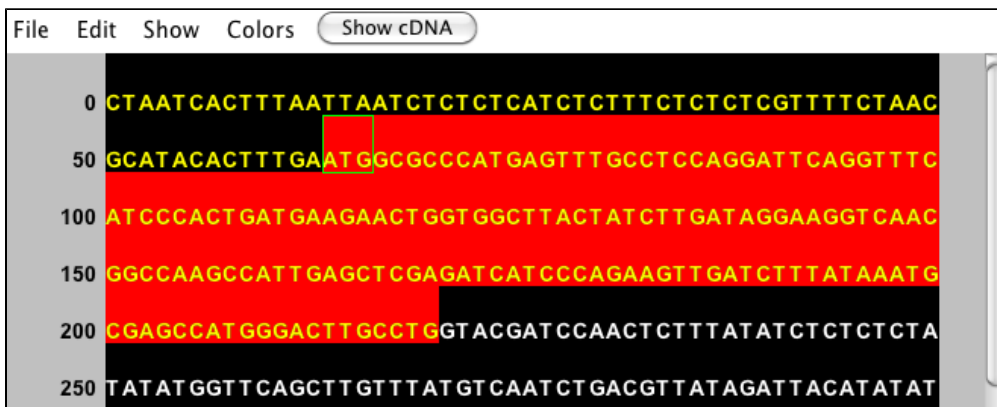 File Edit Show Colors Show cDNA
0 CTAATCACTTTAATTAATCTCTCTCATCTCTTTCTCTCTCGTTTTCTAAC
50 GCATACACTTTGAATGGCGCCCATGAGTTTGCCTCCAGGATTCAGGTTTC
100 ATCCCACTGATGAAGAACTGGTGGCTTACTATCTTGATAGGAAGGTCAAC
150 GGCCAAGCCATTGAGCTCGAGATCATCCCAGAAGTTGATCTTTATAAATG
200 CGAGCCATGGGACTTGCCTGGTACGATCCAACTCTTTATATCTCTCTCTA
250 TATATGGTTCAGCTTGTTTATGTCAATCTGACGTTATAGATTACATATAT